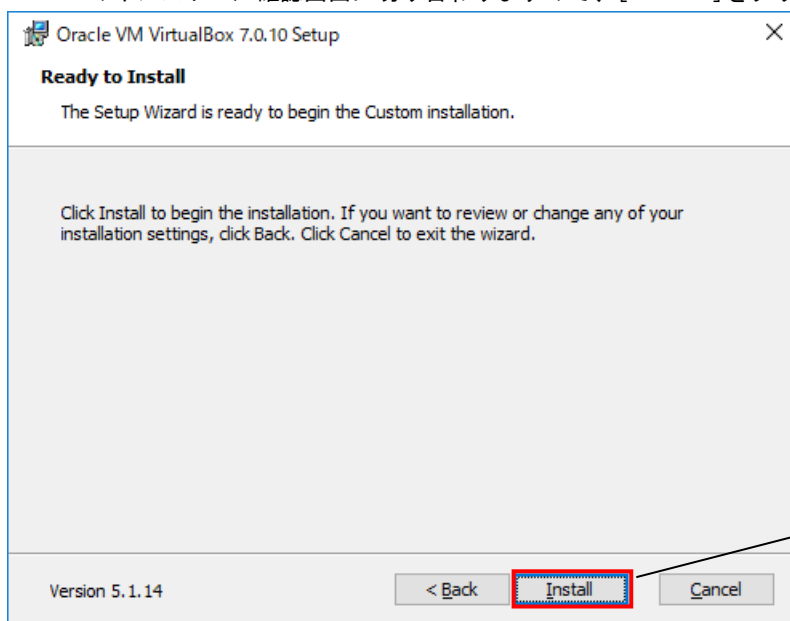 Oracle VM VirtualBox 7.0.10 Setup
Ready to Install
The Setup Wizard is ready to begin the Custom installation.
Click Install to begin the installation. If you want to review or change any of your
installation settings, click Back. Click Cancel to exit the wizard.
Version 5.1.14
< Back Install Cancel